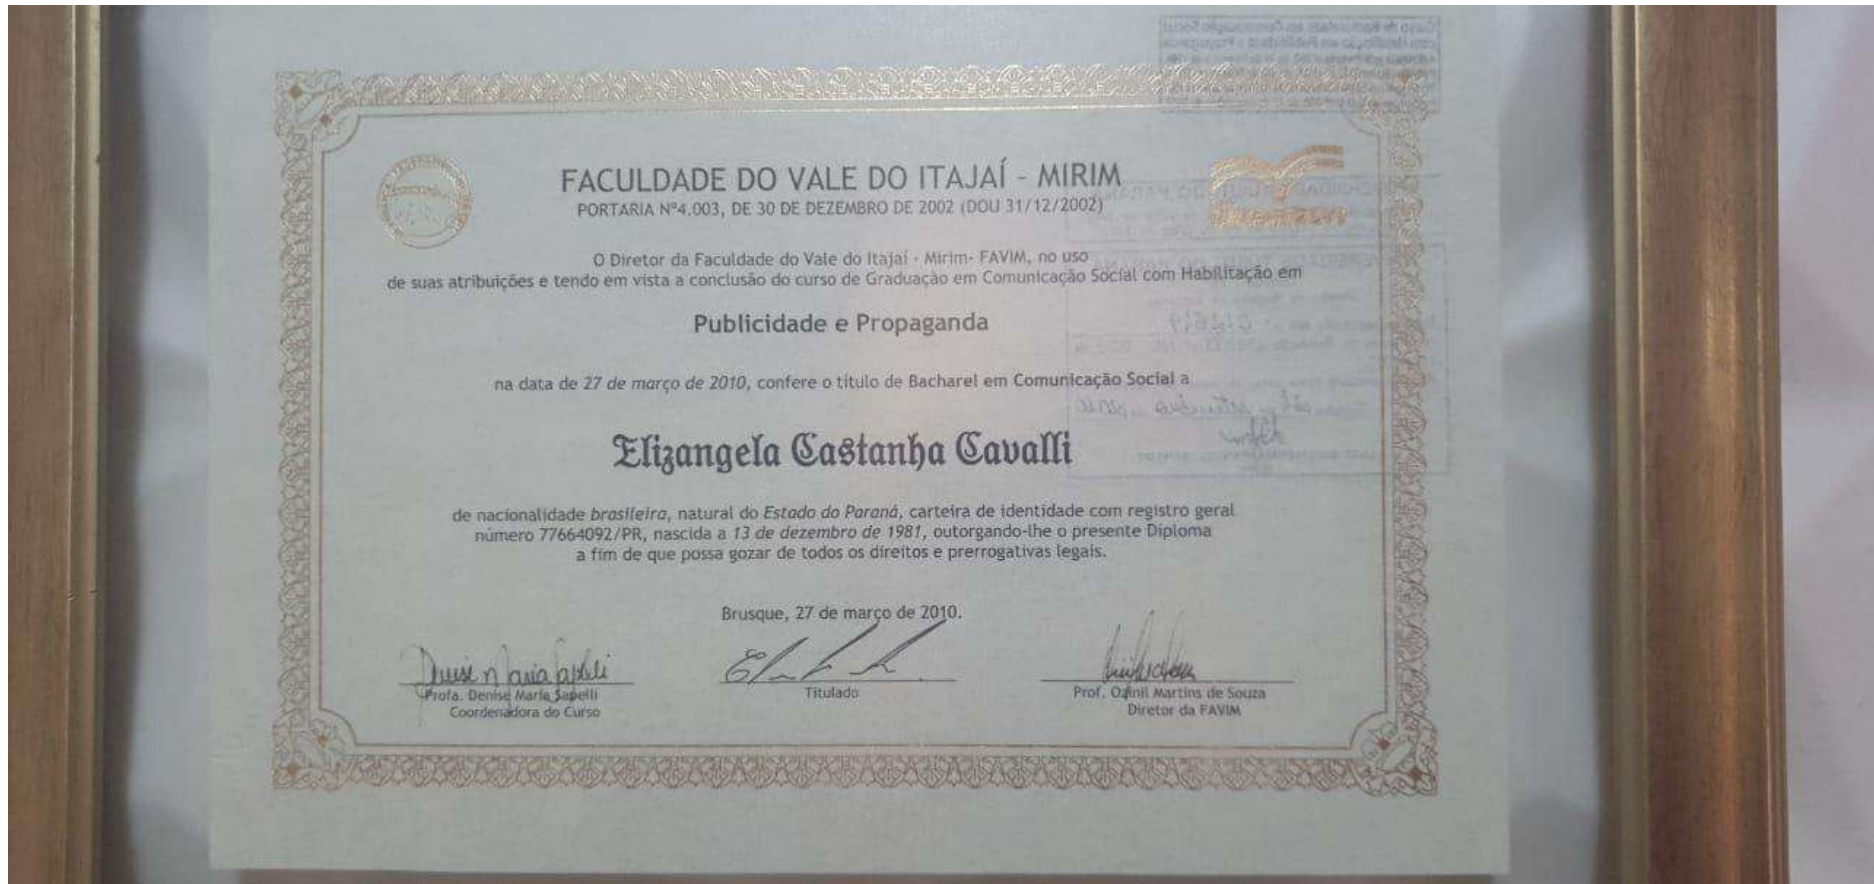 FACULDADE DO VALE DO ITAJAÍ - MIRIM
PORTARIA Nº4.003, DE 30 DE DEZEMBRO DE 2002 (DOU 31/12/2002)
O Diretor da Faculdade do Vale do Itajaí - Mirim- FAVIM, no uso
de suas atribuições e tendo em vista a conclusão do curso de Graduação em Comunicação Social com Habilitação em
Publicidade e Propaganda
na data de 27 de março de 2010, confere o título de Bacharel em Comunicação Social a
Elizangela Castanha Cavalli
de nacionalidade brasileira, natural do Estado do Paraná, carteira de identidade com registro geral
número 77664092/PR, nascida a 13 de dezembro de 1981, outorgando-lhe o presente Diploma
a fim de que possa gozar de todos os direitos e prerrogativas legais.
Brusque, 27 de março de 2010.
Profa. Denise Maria Sapelli
Coordenadora do Curso
Titulado
Prof. Ozinil Martins de Souza
Diretor da FAVIM